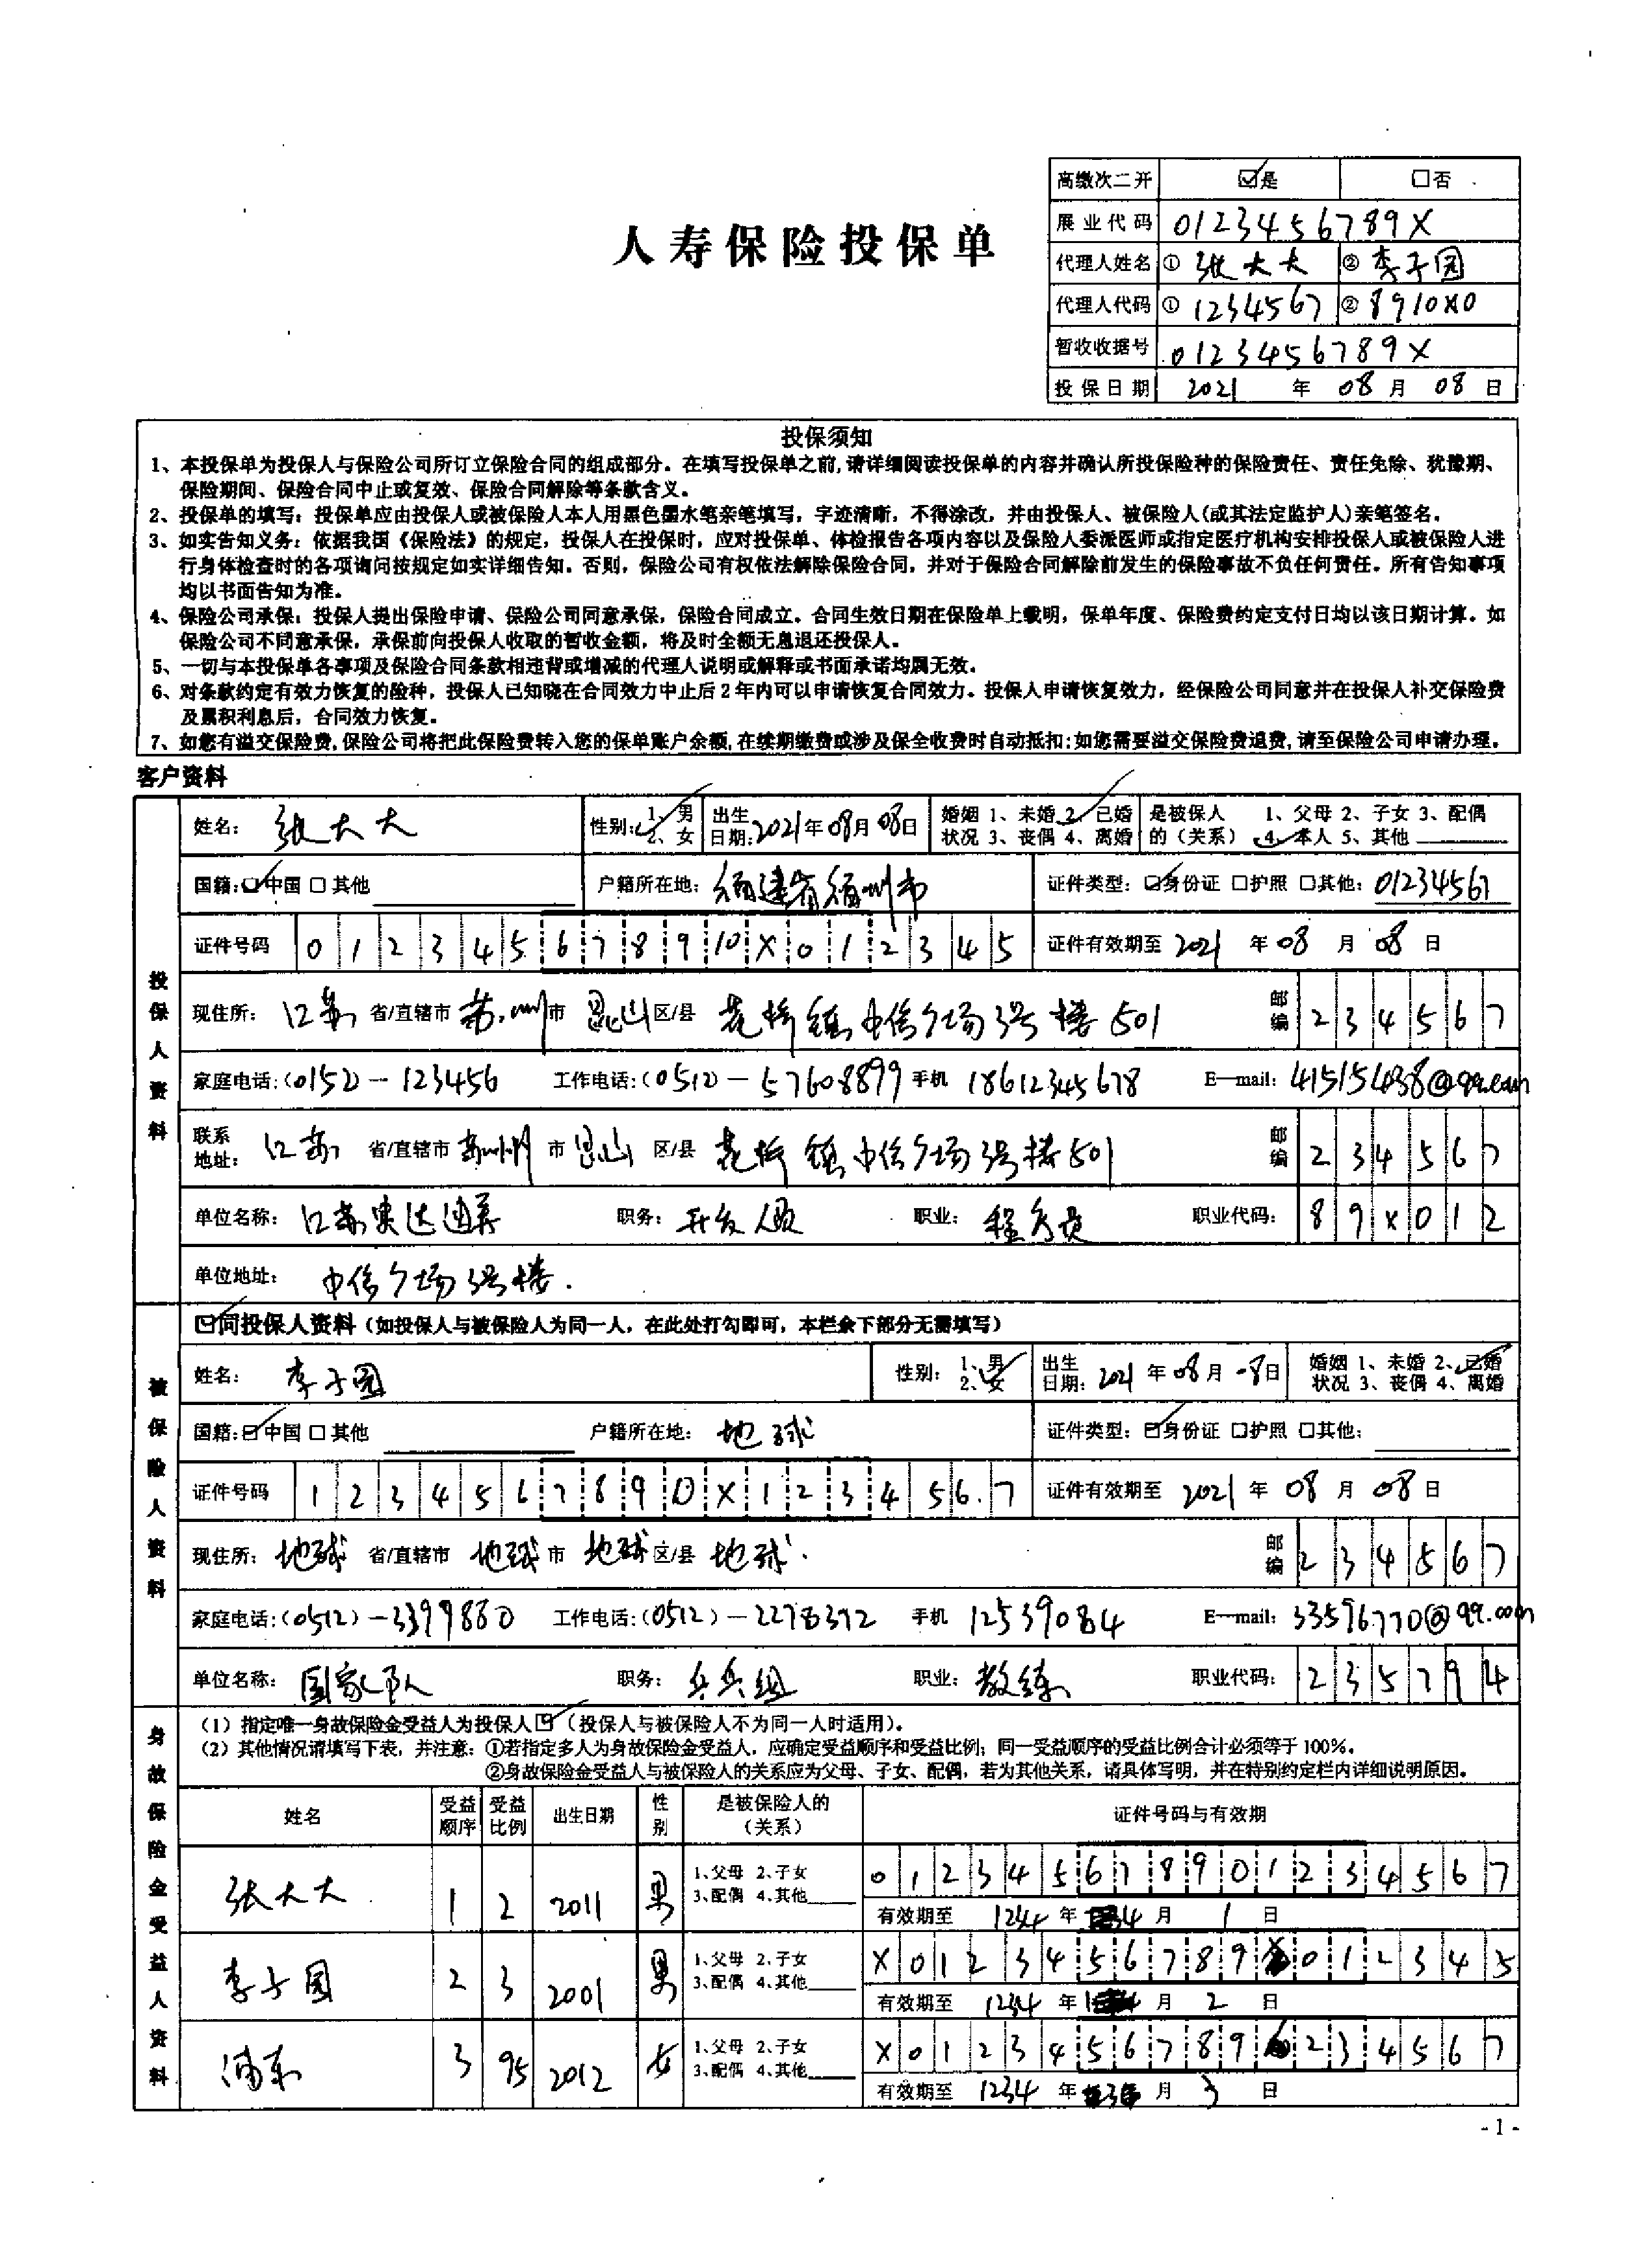 高缴次二开 ☑是 □否
展业代码 0123456789X
人寿保险投保单
代理人姓名 ① 张大大 ② 李子园
代理人代码 ① 1234567 ② 8910X0
暂收收据号 0123456789X
投保日期 2021 年 08 月 08 日
投保须知
1、本投保单为投保人与保险公司所订立保险合同的组成部分。在填写投保单之前,请详细阅读投保单的内容并确认所投保险种的保险责任、责任免除、犹豫期、
保险期间、保险合同中止或复效、保险合同解除等条款含义。
2、投保单的填写：投保单应由投保人或被保险人本人用黑色墨水笔亲笔填写，字迹清晰，不得涂改，并由投保人、被保险人(或其法定监护人)亲笔签名。
3、如实告知义务：依据我国《保险法》的规定，投保人在投保时，应对投保单、体检报告各项内容以及保险人委派医师或指定医疗机构安排投保人或被保险人进
行身体检查时的各项询问按规定如实详细告知。否则，保险公司有权依法解除保险合同，并对于保险合同解除前发生的保险事故不负任何责任。所有告知事项
均以书面告知为准。
4、保险公司承保：投保人提出保险申请、保险公司同意承保，保险合同成立。合同生效日期在保险单上载明，保单年度、保险费约定支付日均以该日期计算。如
保险公司不同意承保，承保前向投保人收取的暂收金额，将及时全额无息退还投保人。
5、一切与本投保单各事项及保险合同条款相违背或增减的代理人说明或解释或书面承诺均属无效。
6、对条款约定有效力恢复的险种，投保人已知晓在合同效力中止后2年内可以申请恢复合同效力。投保人申请恢复效力，经保险公司同意并在投保人补交保险费
及累积利息后，合同效力恢复。
7、如您有溢交保险费,保险公司将把此保险费转入您的保单账户余额,在续期缴费或涉及保全收费时自动抵扣;如您需要溢交保险费退费,请至保险公司申请办理。
客户资料
投保人资料
姓名： 张大大 性别： 1、男 2、女 出生日期: 2021 年 08 月 08 日 婚姻状况 1、未婚 2、已婚 3、丧偶 4、离婚 是被保人的（关系） 1、父母 2、子女 3、配偶 4、本人 5、其他
国籍: ☑中国 □其他 户籍所在地： 福建省福州市 证件类型： ☑身份证 □护照 □其他: 01234567
证件号码 0 1 2 3 4 5 6 7 8 9 10 X 0 1 2 3 4 5 证件有效期至 2021 年 08 月 08 日
现住所： 江苏 省/直辖市 苏州 市 昆山 区/县 花桥镇中信广场3号楼501 邮编 2 3 4 5 6 7
家庭电话:(0152)－123456 工作电话:(0512)－57608899 手机 18612345678 E—mail: 415154038@qq.com
联系地址： 江苏 省/直辖市 苏州 市 昆山 区/县 花桥镇中信广场3号楼501 邮编 2 3 4 5 6 7
单位名称： 江苏 职务： 开发人员 职业： 程序员 职业代码： 8 9 X 0 1 2
单位地址： 中信广场3号楼.
被保险人资料
☑同投保人资料（如投保人与被保险人为同一人，在此处打勾即可，本栏余下部分无需填写）
姓名： 李子园 性别： 1、男 2、女 出生日期: 2021 年 08 月 08 日 婚姻状况 1、未婚 2、已婚 3、丧偶 4、离婚
国籍: ☑中国 □其他 户籍所在地： 地球 证件类型： ☑身份证 □护照 □其他:
证件号码 1 2 3 4 5 6 7 8 9 10 X 1 2 3 4 5 6 7 证件有效期至 2021 年 08 月 08 日
现住所： 地球 省/直辖市 地球 市 地球 区/县 地球. 邮编 2 3 4 5 6 7
家庭电话:(0512)－3399880 工作电话:(0512)－2278372 手机 12539084 E—mail: 33596770@qq.com
单位名称： 国家队 职务： 乒乓组 职业： 教练 职业代码： 2 3 5 7 9 4
身故保险金受益人资料
（1）指定唯一身故保险金受益人为投保人☑（投保人与被保险人不为同一人时适用）。
（2）其他情况请填写下表，并注意：①若指定多人为身故保险金受益人，应确定受益顺序和受益比例；同一受益顺序的受益比例合计必须等于100%。
②身故保险金受益人与被保险人的关系应为父母、子女、配偶，若为其他关系，请具体写明，并在特别约定栏内详细说明原因。
姓名 受益顺序 受益比例 出生日期 性别 是被保险人的（关系） 证件号码与有效期
张大大 1 2 2011 男 1、父母 2、子女 3、配偶 4、其他 0 1 2 3 4 5 6 7 8 9 0 1 2 3 4 5 6 7
有效期至 1244 年 4 月 1 日
李子园 2 3 2001 男 1、父母 2、子女 3、配偶 4、其他 X 0 1 2 3 4 5 6 7 8 9 X 0 1 2 3 4 5
有效期至 1234 年 月 2 日
浦东 3 95 2012 女 1、父母 2、子女 3、配偶 4、其他 X 0 1 2 3 4 5 6 7 8 9 2 3 4 5 6 7
有效期至 1234 年 月 3 日
- 1 -